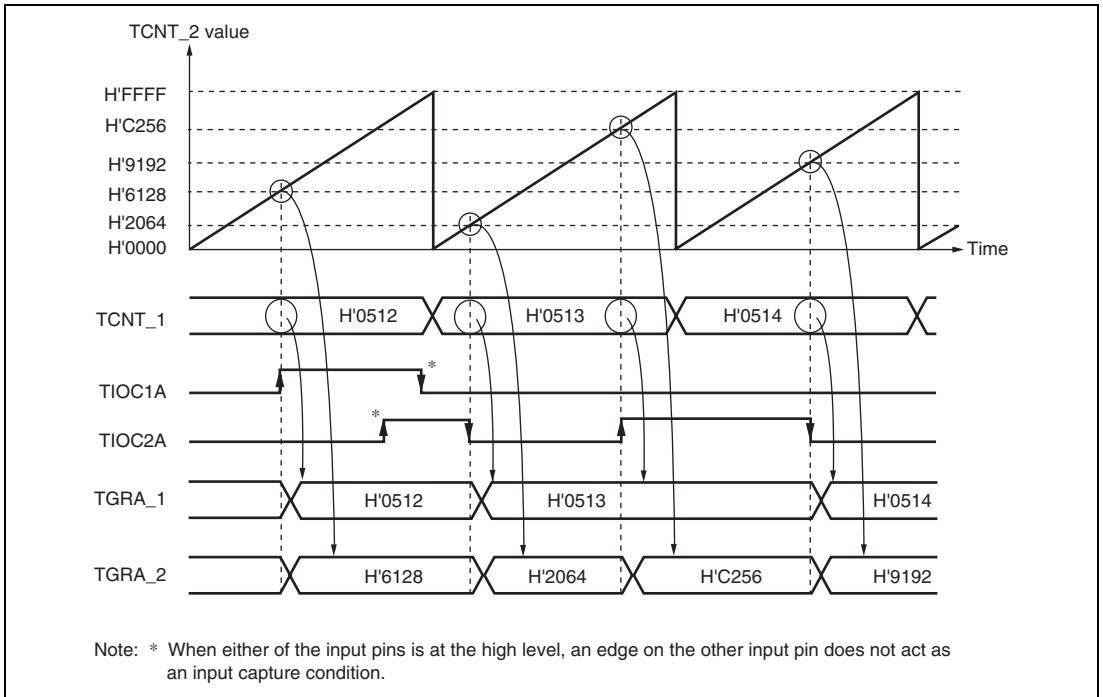 TCNT_2 value
H'FFFF
H'C256
H'9192
H'6128
H'2064
H'0000
Time
TCNT_1 H'0512 H'0513 H'0514
*
TIOC1A
*
TIOC2A
TGRA_1 H'0512 H'0513 H'0514
TGRA_2 H'6128 H'2064 H'C256 H'9192
Note: * When either of the input pins is at the high level, an edge on the other input pin does not act as
an input capture condition.